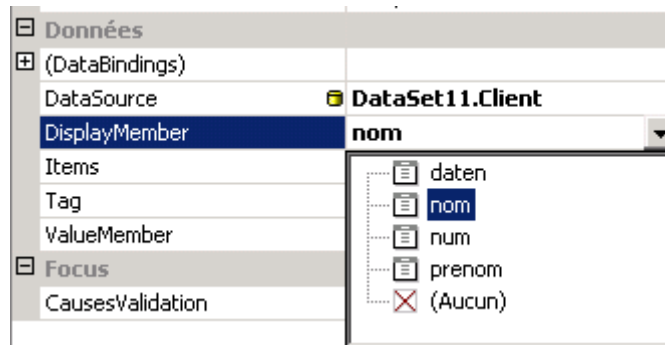 Données
(DataBindings)
DataSource DataSet11.Client
DisplayMember nom
Items
Tag
ValueMember
Focus
CausesValidation
daten
nom
num
prenom
(Aucun)